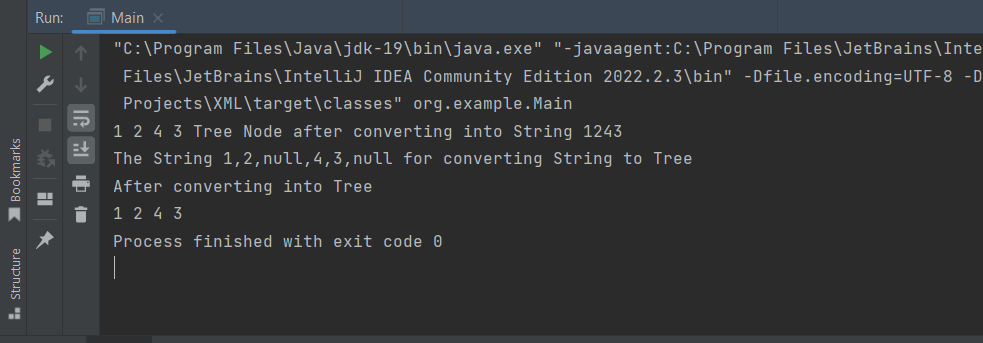 Run: Main
"C:\Program Files\Java\jdk-19\bin\java.exe" "-javaagent:C:\Program Files\JetBrains\Inte
Files\JetBrains\IntelliJ IDEA Community Edition 2022.2.3\bin" -Dfile.encoding=UTF-8 -D
Projects\XML\target\classes" org.example.Main
1 2 4 3 Tree Node after converting into String 1243
The String 1,2,null,4,3,null for converting String to Tree
After converting into Tree
1 2 4 3
Process finished with exit code 0
Bookmarks
Structure